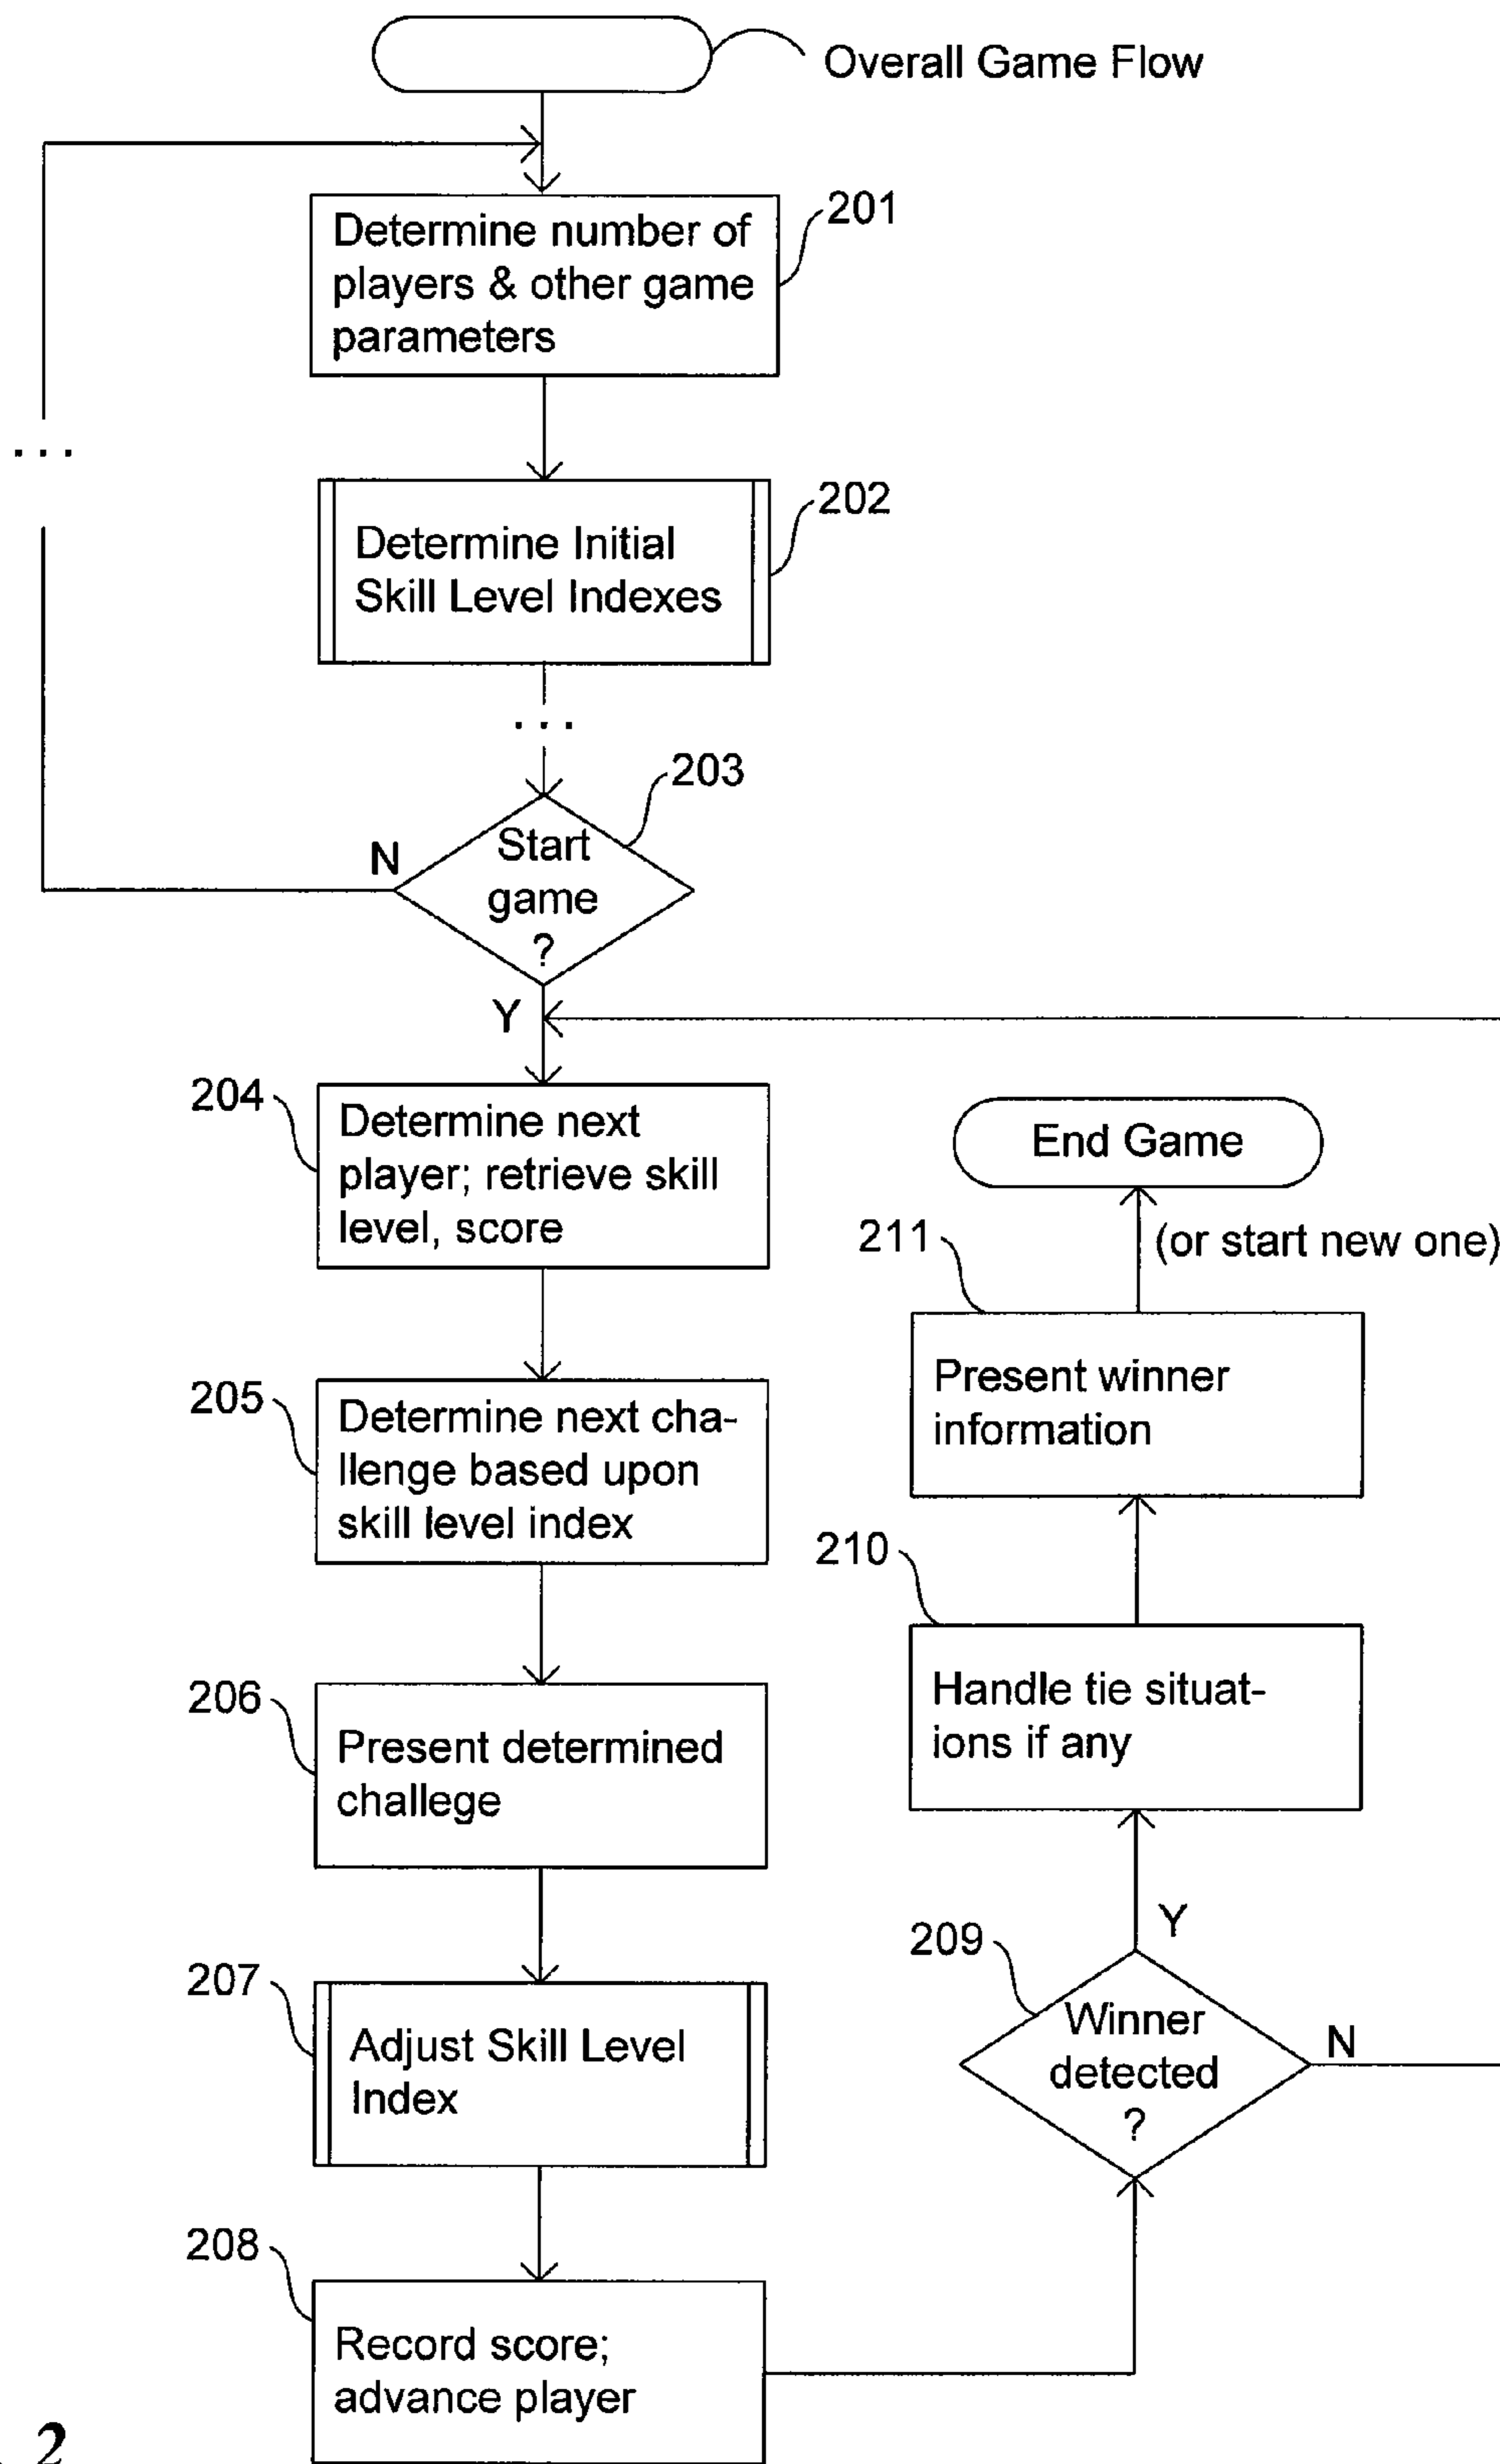 Overall Game Flow
201
Determine number of
players & other game
parameters
...
202
Determine Initial
Skill Level Indexes
...
203
Start
game
?
N
Y
204
Determine next
player; retrieve skill
level, score
205
Determine next cha-
llenge based upon
skill level index
206
Present determined
challege
207
Adjust Skill Level
Index
208
Record score;
advance player
209
Winner
detected
?
N
Y
210
Handle tie situat-
ions if any
211
Present winner
information
(or start new one)
End Game
2